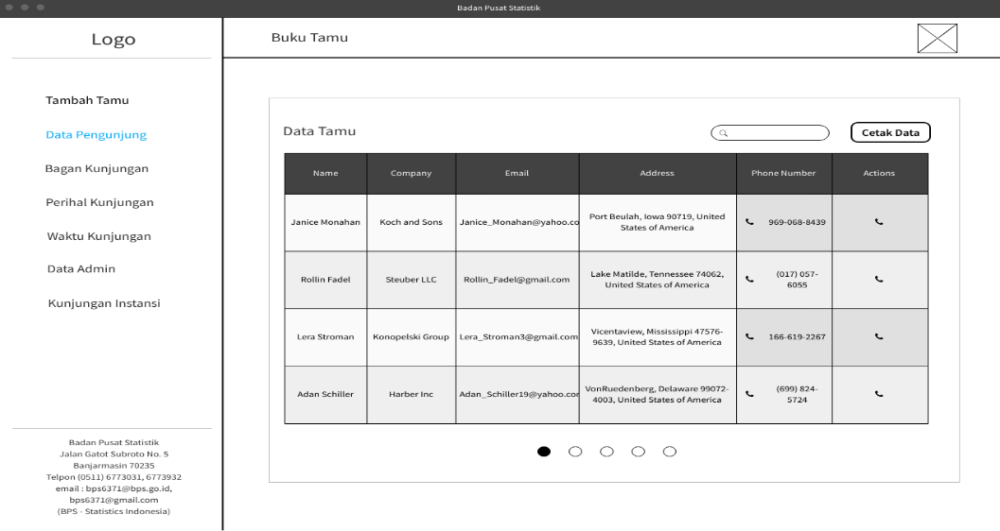 Badan Pusat Statistik
Logo
Buku Tamu
Tambah Tamu
Data Pengunjung
Bagan Kunjungan
Perihal Kunjungan
Waktu Kunjungan
Data Admin
Kunjungan Instansi
Data Tamu
Cetak Data
Name Company Email Address Phone Number Actions
Janice Monahan Koch and Sons Janice_Monahan@yahoo.co Port Beulah, Iowa 90719, United
States of America
969-068-8439
Rollin Fadel Steuber LLC Rollin_Fadel@gmail.com Lake Matilde, Tennessee 74062,
United States of America
(017) 057-
6055
Lera Stroman Konopelski Group Lera_Stroman3@gmail.com Vicentaview, Mississippi 47576-
9639, United States of America
166-619-2267
Adan Schiller Harber Inc Adan_Schiller19@yahoo.cor VonRuedenberg, Delaware 99072-
4003, United States of America
(699) 824-
5724
Badan Pusat Statistik
Jalan Gatot Subroto No. 5
Banjarmasin 70235
Telpon (0511) 6773031, 6773932
email : bps6371@bps.go.id,
bps6371@gmail.com
(BPS - Statistics Indonesia)